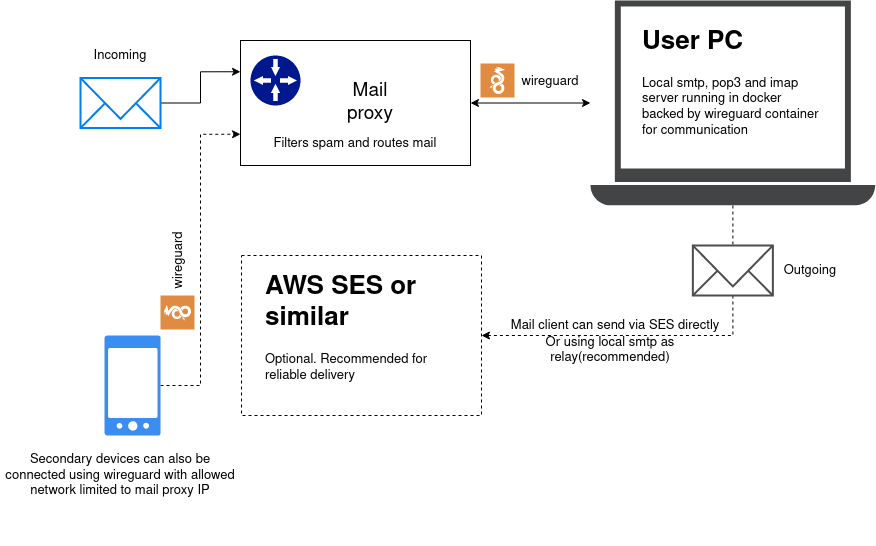 Incoming
Mail
proxy
Filters spam and routes mail
wireguard
User PC
Local smtp, pop3 and imap
server running in docker
backed by wireguard container
for communication
wireguard
AWS SES or
similar
Optional. Recommended for
reliable delivery
Outgoing
Mail client can send via SES directly
Or using local smtp as
relay(recommended)
Secondary devices can also be
connected using wireguard with allowed
network limited to mail proxy IP